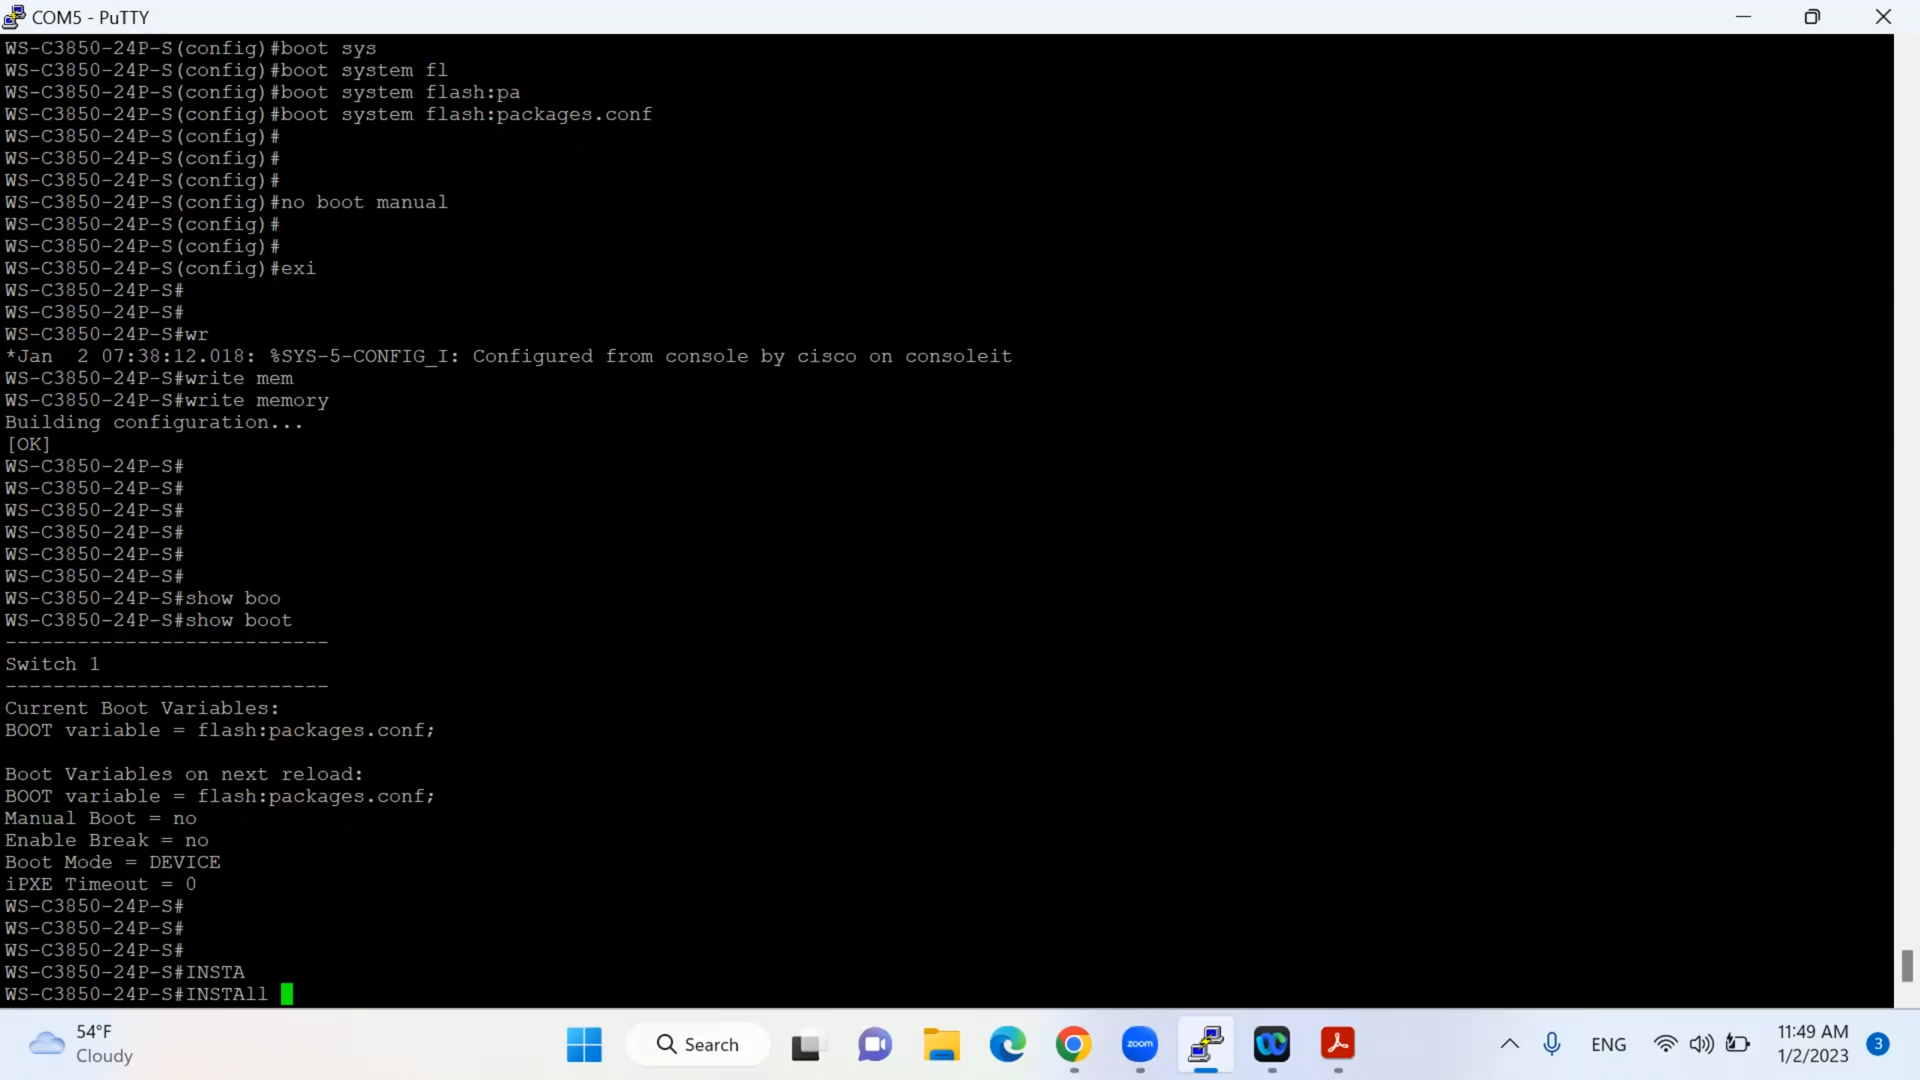 COM5 - PuTTY
WS-C3850-24P-S(config)#boot sys
WS-C3850-24P-S(config)#boot system fl
WS-C3850-24P-S(config)#boot system flash:pa
WS-C3850-24P-S(config)#boot system flash:packages.conf
WS-C3850-24P-S(config)#
WS-C3850-24P-S(config)#
WS-C3850-24P-S(config)#
WS-C3850-24P-S(config)#no boot manual
WS-C3850-24P-S(config)#
WS-C3850-24P-S(config)#
WS-C3850-24P-S(config)#exi
WS-C3850-24P-S#
WS-C3850-24P-S#
WS-C3850-24P-S#wr
*Jan  2 07:38:12.018: %SYS-5-CONFIG_I: Configured from console by cisco on consoleit
WS-C3850-24P-S#write mem
WS-C3850-24P-S#write memory
Building configuration...
[OK]
WS-C3850-24P-S#
WS-C3850-24P-S#
WS-C3850-24P-S#
WS-C3850-24P-S#
WS-C3850-24P-S#
WS-C3850-24P-S#
WS-C3850-24P-S#show boo
WS-C3850-24P-S#show boot
---------------------------
Switch 1
---------------------------
Current Boot Variables:
BOOT variable = flash:packages.conf;
Boot Variables on next reload:
BOOT variable = flash:packages.conf;
Manual Boot = no
Enable Break = no
Boot Mode = DEVICE
iPXE Timeout = 0
WS-C3850-24P-S#
WS-C3850-24P-S#
WS-C3850-24P-S#
WS-C3850-24P-S#INSTA
WS-C3850-24P-S#INSTAll
54°F
Cloudy
Search
zoom
ENG
11:49 AM
1/2/2023
3